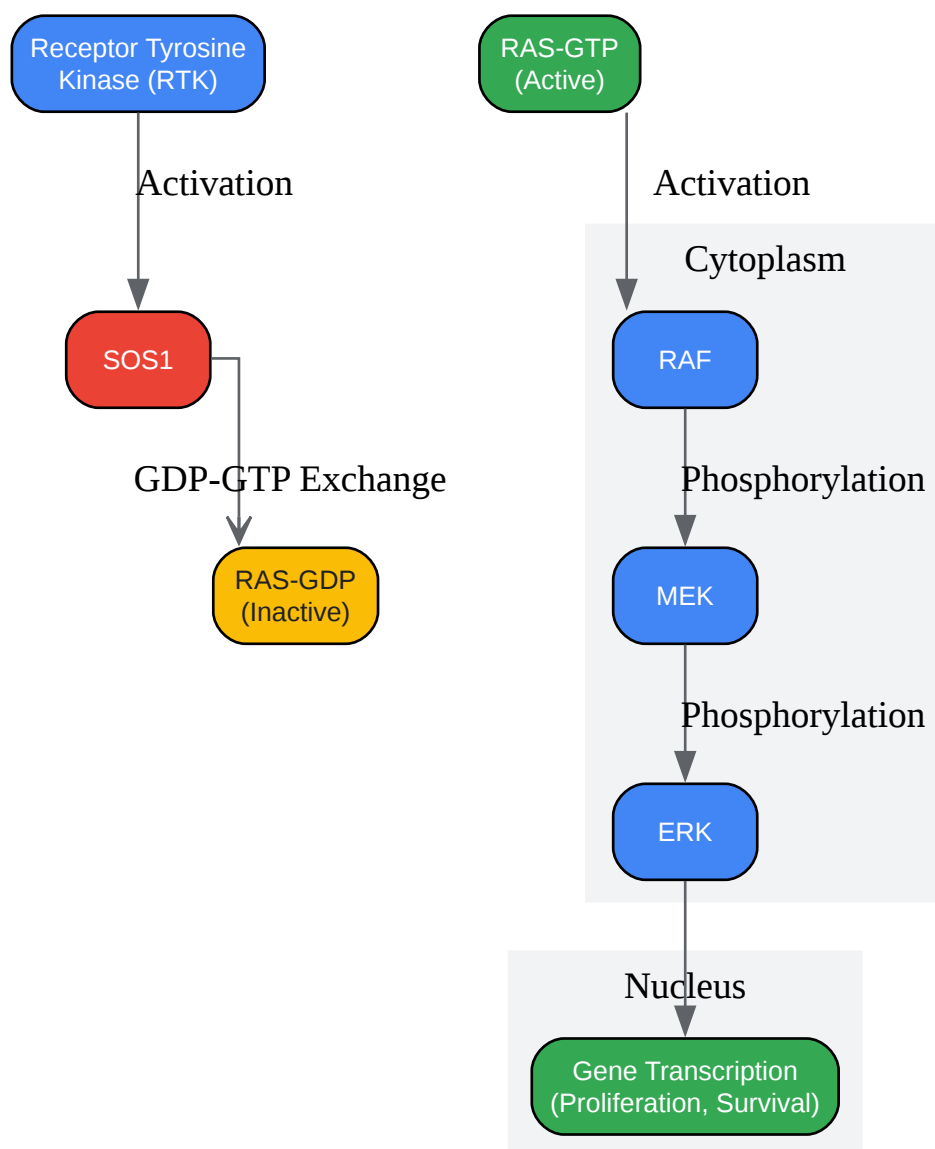 Receptor Tyrosine
Kinase (RTK)
RAS-GTP
(Active)
Activation
Activation
Cytoplasm
SOS1
RAF
GDP-GTP Exchange
Phosphorylation
RAS-GDP
(Inactive)
MEK
Phosphorylation
ERK
Nucleus
Gene Transcription
(Proliferation, Survival)